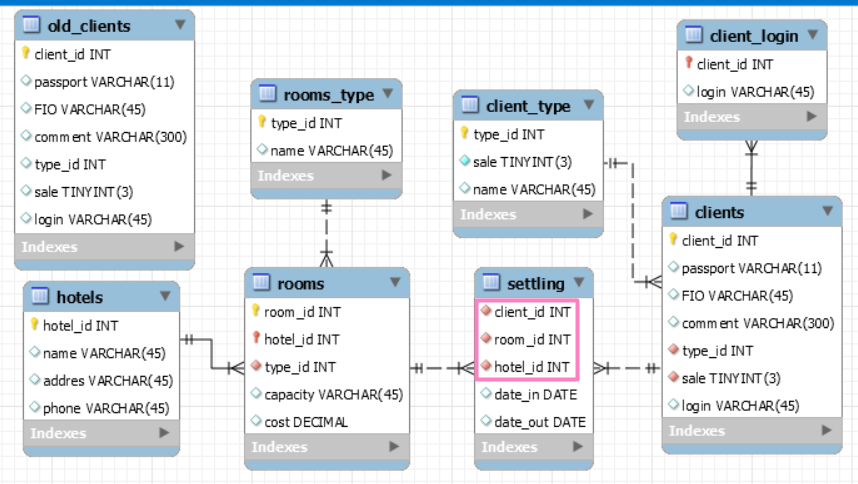 old_clients
client_id INT
passport VARCHAR(11)
FIO VARCHAR(45)
comment VARCHAR(300)
type_id INT
sale TINYINT(3)
login VARCHAR(45)
Indexes
rooms_type
type_id INT
name VARCHAR(45)
Indexes
client_type
type_id INT
sale TINYINT(3)
name VARCHAR(45)
Indexes
client_login
client_id INT
login VARCHAR(45)
Indexes
hotels
hotel_id INT
name VARCHAR(45)
addres VARCHAR(45)
phone VARCHAR(45)
Indexes
rooms
room_id INT
hotel_id INT
type_id INT
capacity VARCHAR(45)
cost DECIMAL
Indexes
settling
client_id INT
room_id INT
hotel_id INT
date_in DATE
date_out DATE
Indexes
clients
client_id INT
passport VARCHAR(11)
FIO VARCHAR(45)
comment VARCHAR(300)
type_id INT
sale TINYINT(3)
login VARCHAR(45)
Indexes